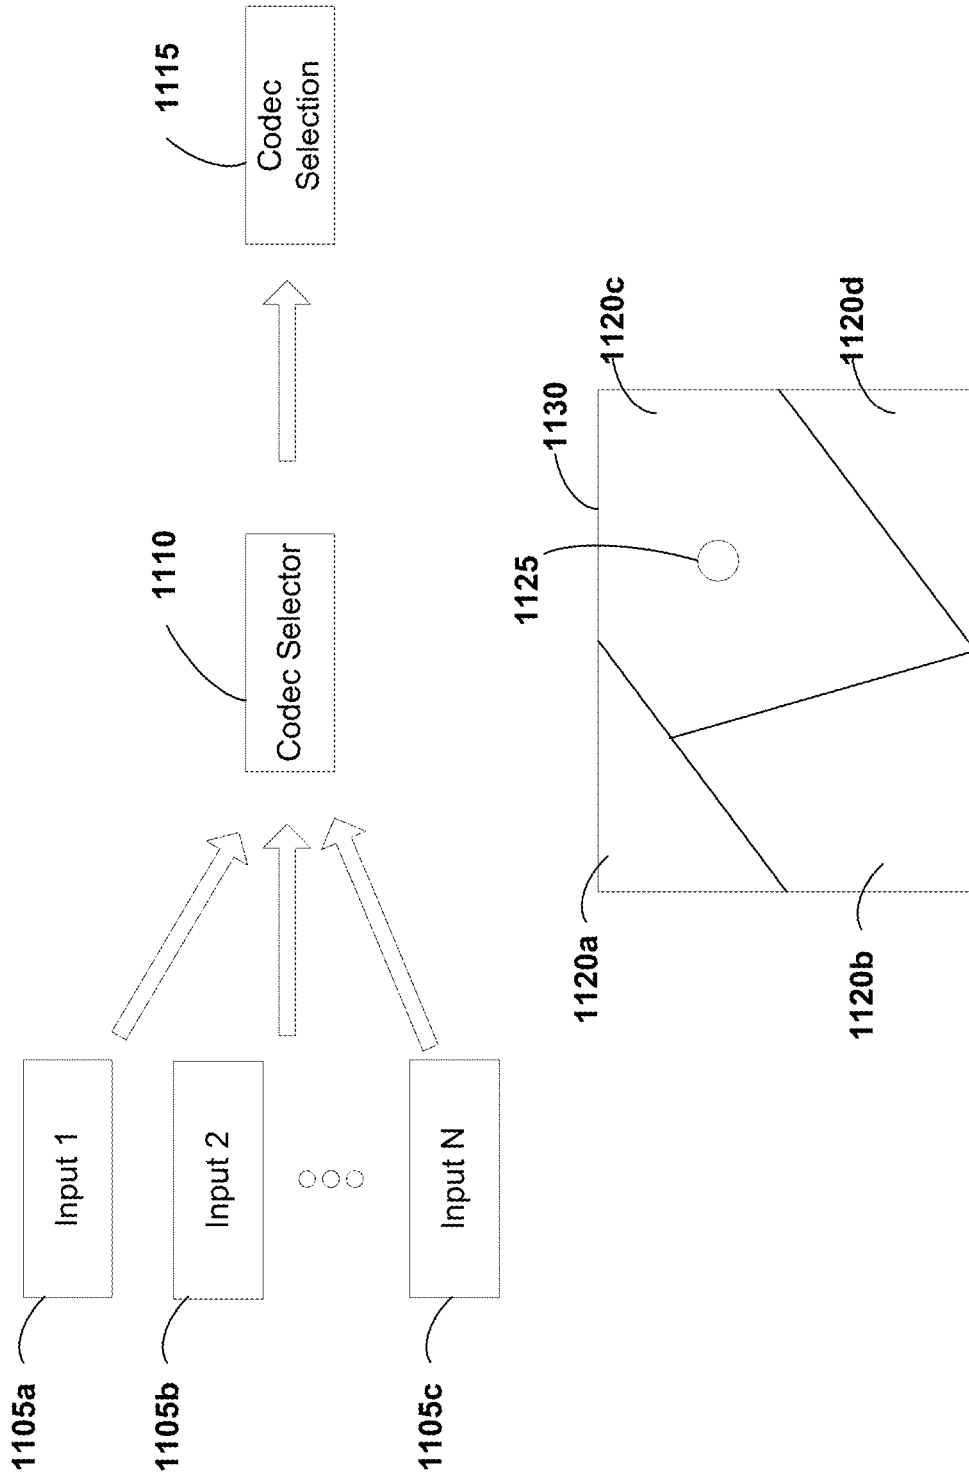 1105a
Input 1
1105b
Input 2
1105c
Input N
1110
Codec Selector
1115
Codec
Selection
1125
1130
1120a
1120b
1120c
1120d